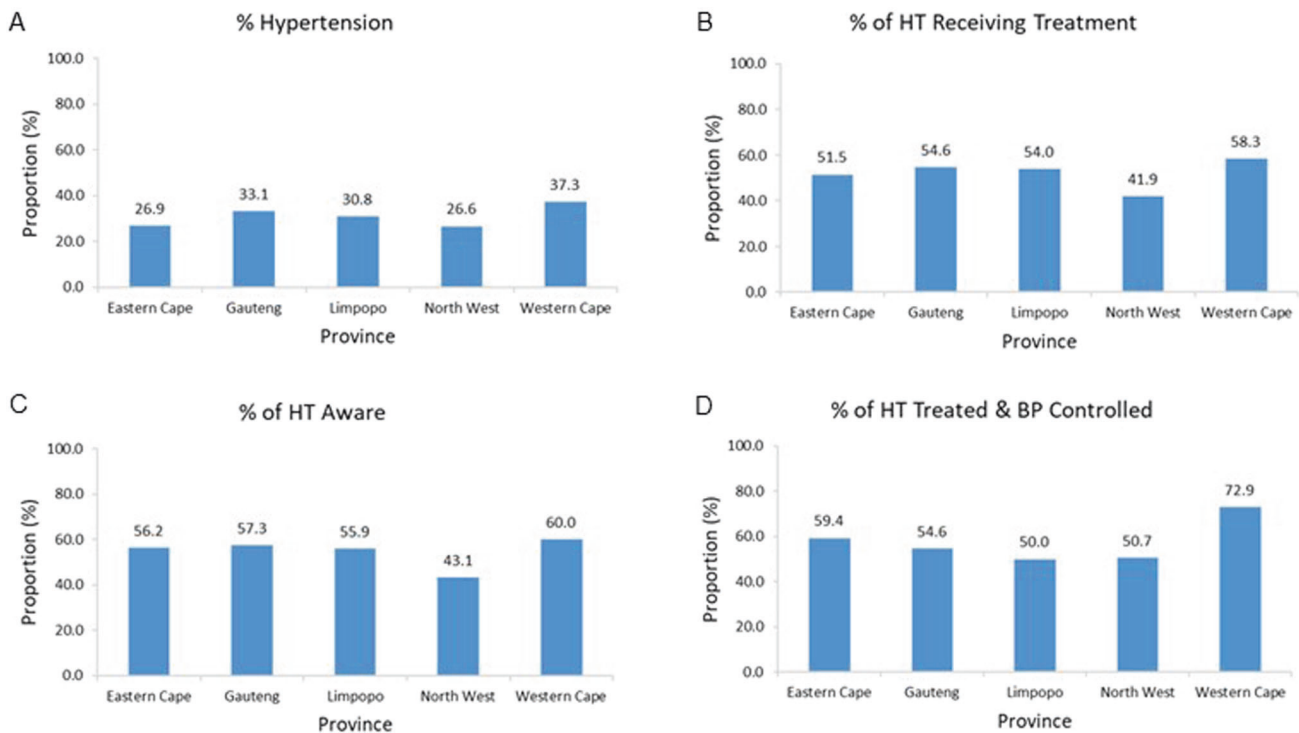 A
% Hypertension
Proportion (%)
100.0
80.0
60.0
40.0
20.0
0.0
26.9
33.1
30.8
26.6
37.3
Eastern Cape Gauteng Limpopo North West Western Cape
Province
B
% of HT Receiving Treatment
Proportion (%)
100.0
80.0
60.0
40.0
20.0
0.0
51.5
54.6
54.0
41.9
58.3
Eastern Cape Gauteng Limpopo North West Western Cape
Province
C
% of HT Aware
Proportion (%)
100.0
80.0
60.0
40.0
20.0
0.0
56.2
57.3
55.9
43.1
60.0
Eastern Cape Gauteng Limpopo North West Western Cape
Province
D
% of HT Treated & BP Controlled
Proportion (%)
100.0
80.0
60.0
40.0
20.0
0.0
59.4
54.6
50.0
50.7
72.9
Eastern Cape Gauteng Limpopo North West Western Cape
Province